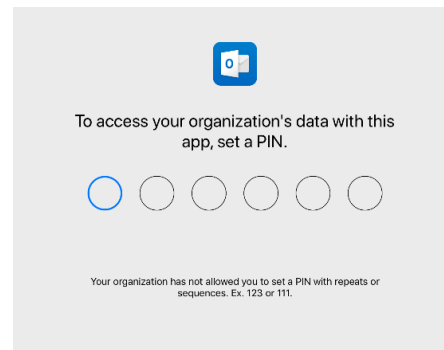 O
To access your organization's data with this
app, set a PIN.
Your organization has not allowed you to set a PIN with repeats or
sequences. Ex. 123 or 111.